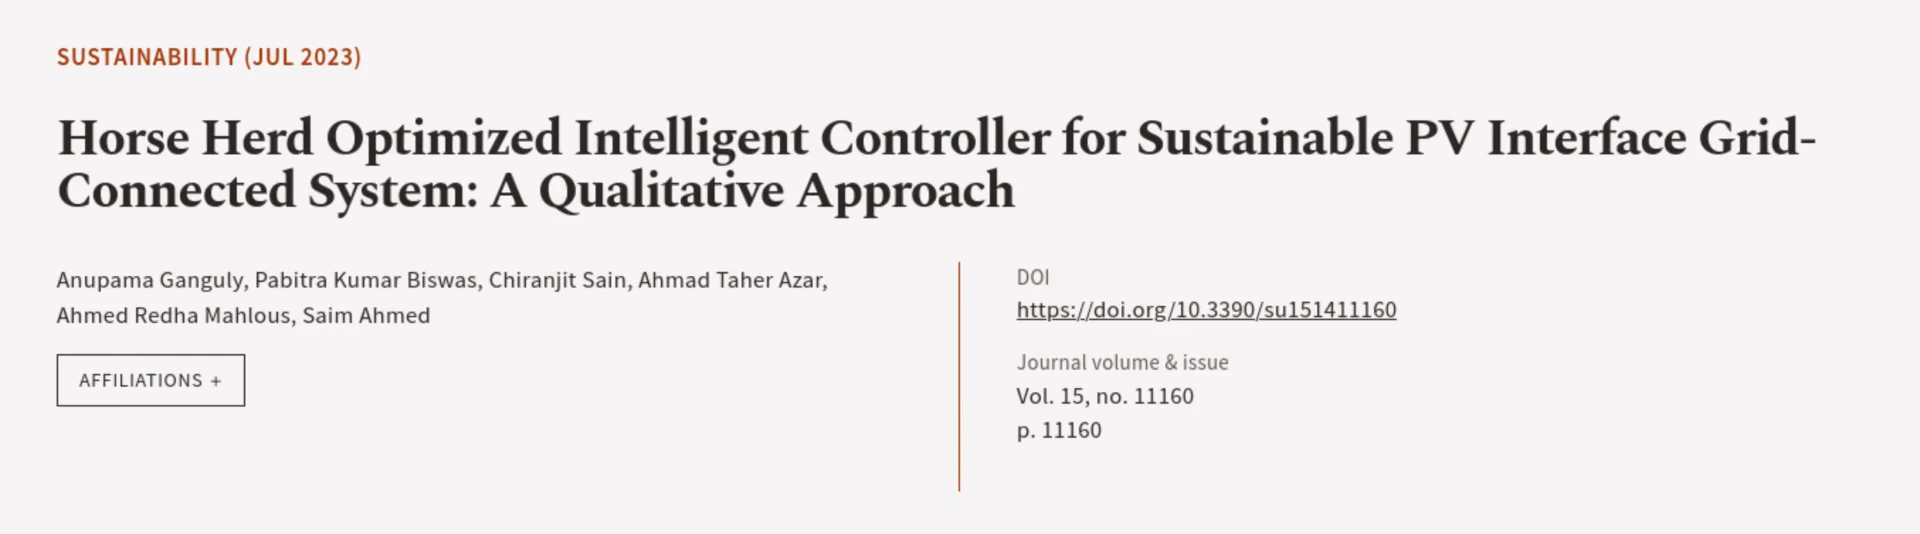 SUSTAINABILITY (JUL 2023)
Horse Herd Optimized Intelligent Controller for Sustainable PV Interface Grid-
Connected System: A Qualitative Approach
Anupama Ganguly, Pabitra Kumar Biswas, Chiranjit Sain, Ahmad Taher Azar,
Ahmed Redha Mahlous, Saim Ahmed
AFFILIATIONS +
DOI
https://doi.org/10.3390/su151411160
Journal volume & issue
Vol. 15, no. 11160
p. 11160